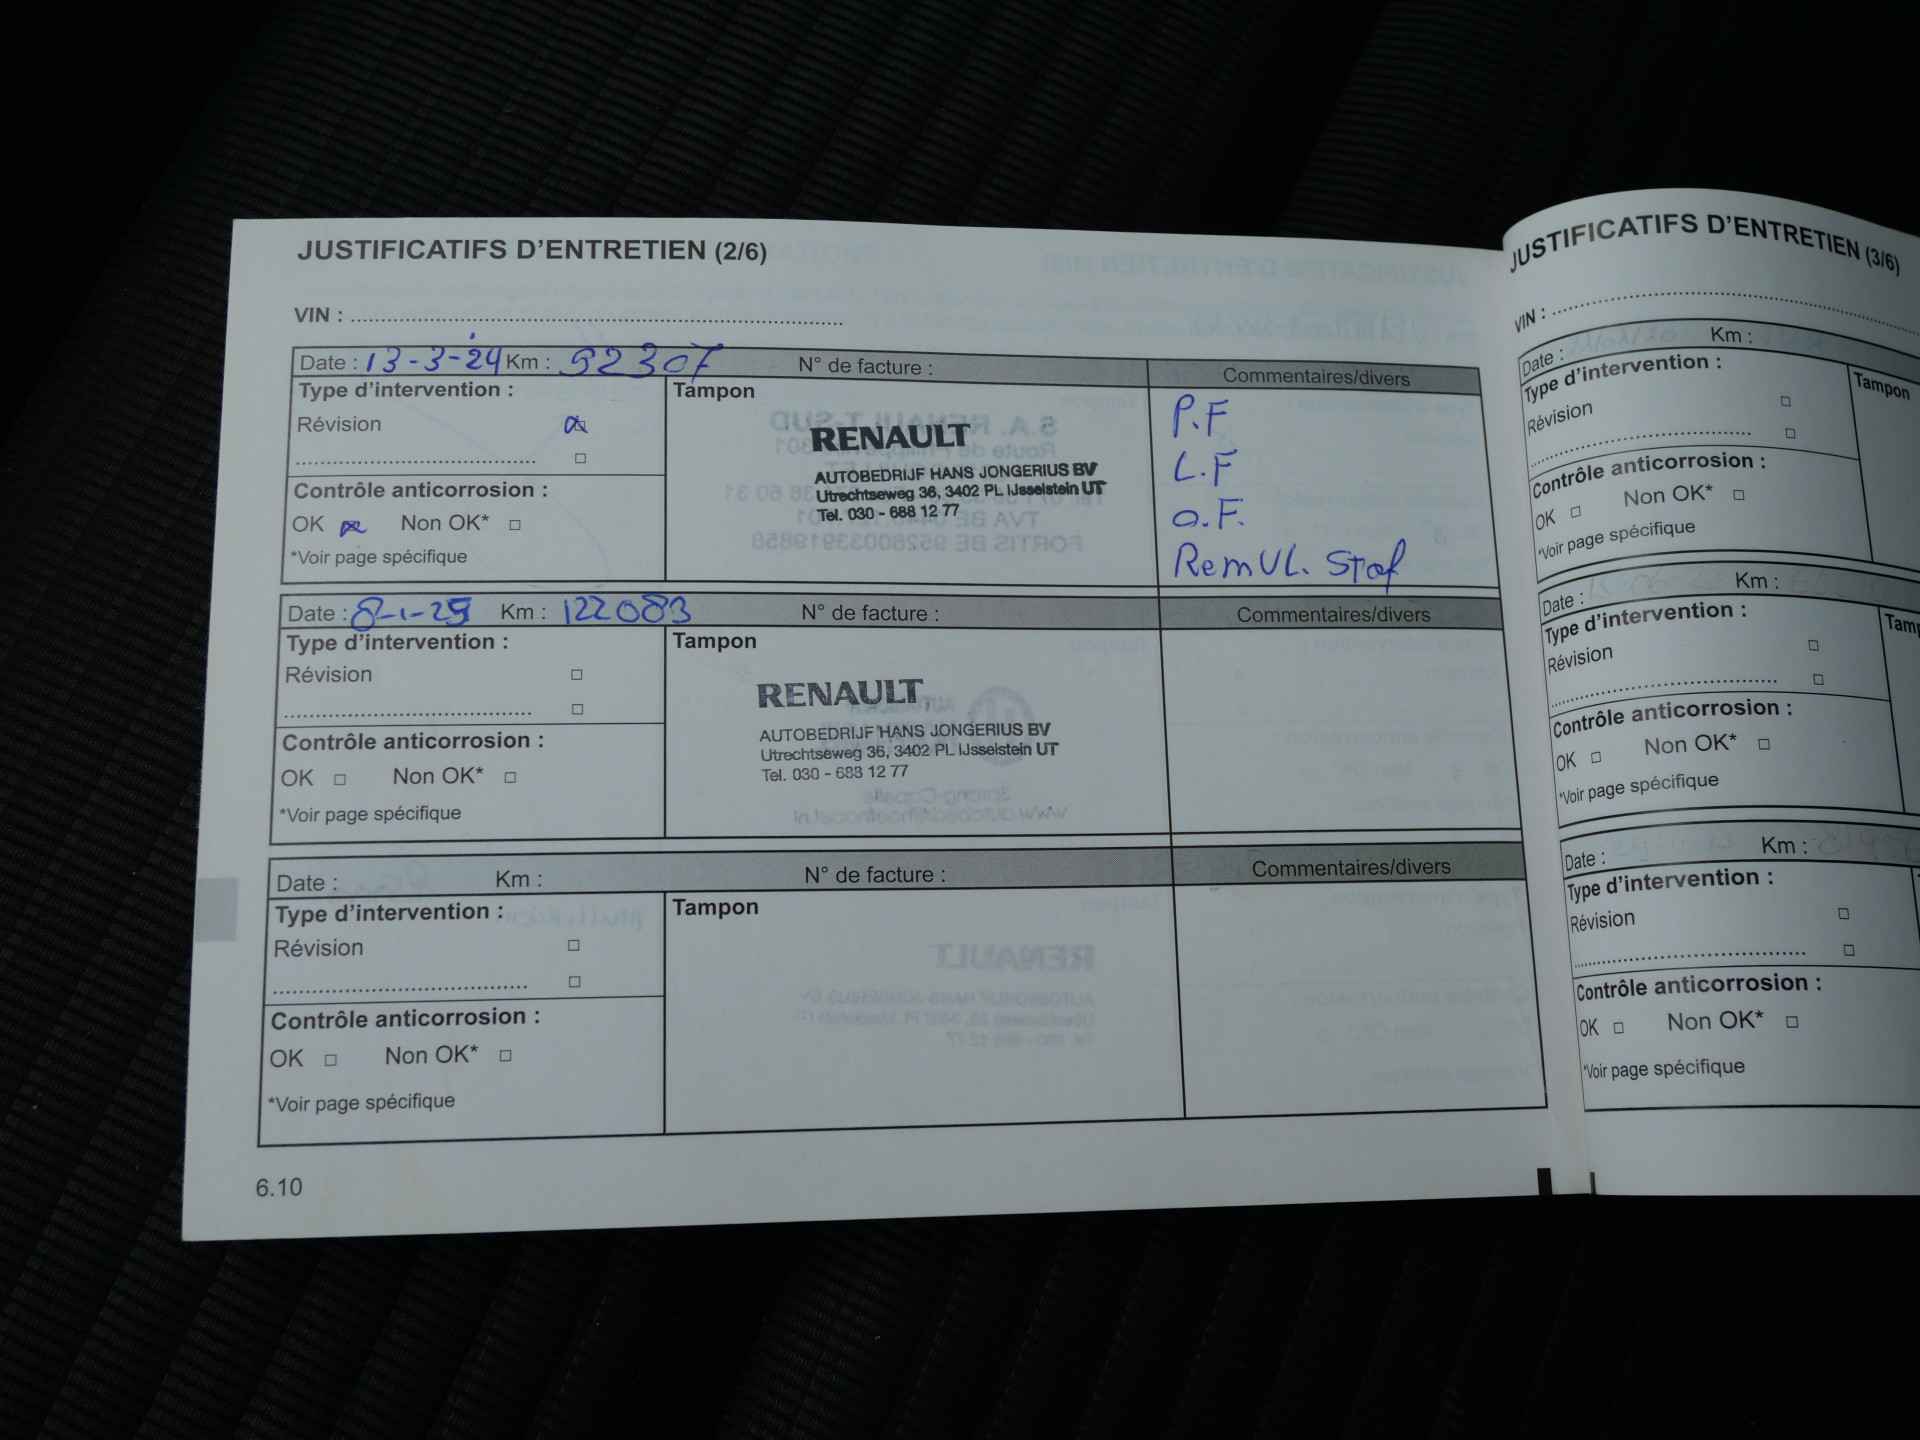 JUSTIFICATIFS D'ENTRETIEN (2/6)
VIN : ....................................................................................
Date : 13-3-24 Km : 92307 N° de facture : Commentaires/divers
Type d'intervention :
Révision
Contrôle anticorrosion :
OK Non OK* □
*Voir page spécifique
Tampon
RENAULT
AUTOBEDRIJF HANS JONGERIUS BV
Utrechtseweg 36, 3402 PL IJsselstein UT
Tel. 030 - 688 12 77
P.F
L.F
O.F.
RemVL. Staf
Date : 8-1-25 Km : 122083 N° de facture : Commentaires/divers
Type d'intervention :
Révision □
........................................ □
Contrôle anticorrosion :
OK □ Non OK* □
*Voir page spécifique
Tampon
RENAULT
AUTOBEDRIJF HANS JONGERIUS BV
Utrechtseweg 36, 3402 PL IJsselstein UT
Tel. 030 - 688 12 77
Date : Km : N° de facture : Commentaires/divers
Type d'intervention :
Révision □
........................................ □
Contrôle anticorrosion :
OK □ Non OK* □
*Voir page spécifique
Tampon
6.10
JUSTIFICATIFS D'ENTRETIEN (3/6)
VIN : ........................................
Date : Km :
Type d'intervention :
Révision □
........................................ □
Contrôle anticorrosion :
OK □ Non OK* □
*Voir page spécifique
Tampon
Date : Km :
Type d'intervention :
Révision □
........................................ □
Contrôle anticorrosion :
OK □ Non OK* □
*Voir page spécifique
Tamp
Date : Km :
Type d'intervention :
Révision □
........................................ □
Contrôle anticorrosion :
OK □ Non OK* □
*Voir page spécifique